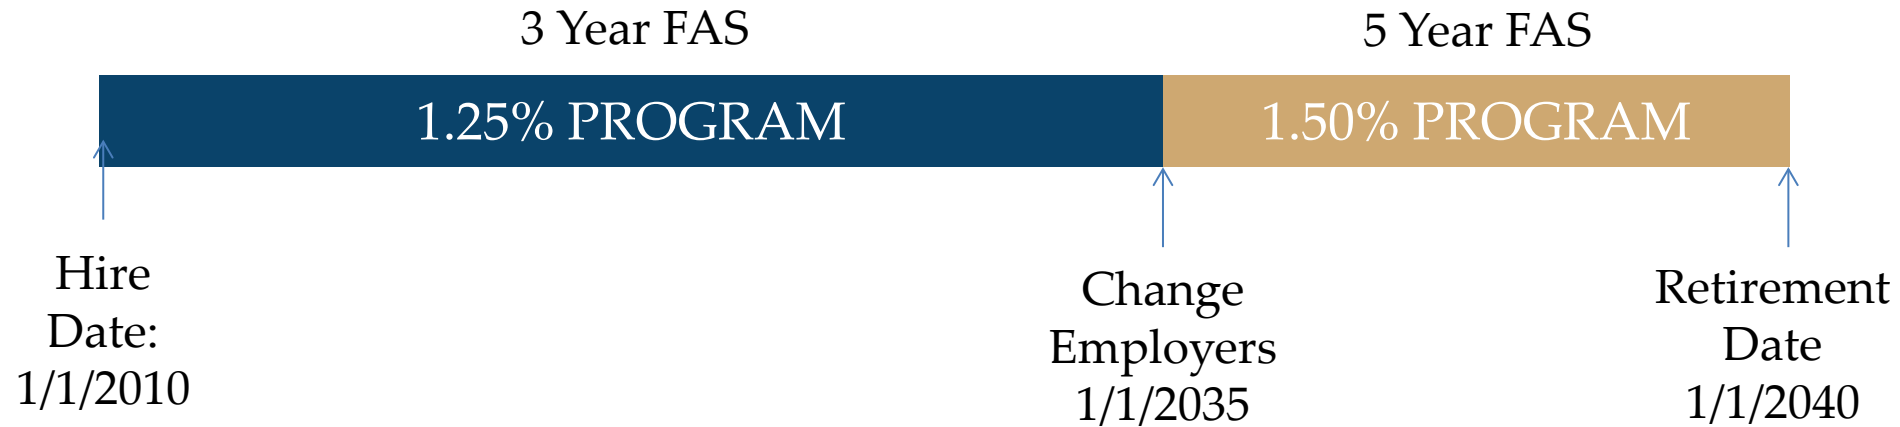 3 Year FAS
5 Year FAS
1.25% PROGRAM
1.50% PROGRAM
Hire
Date:
1/1/2010
Change
Employers
1/1/2035
Retirement
Date
1/1/2040